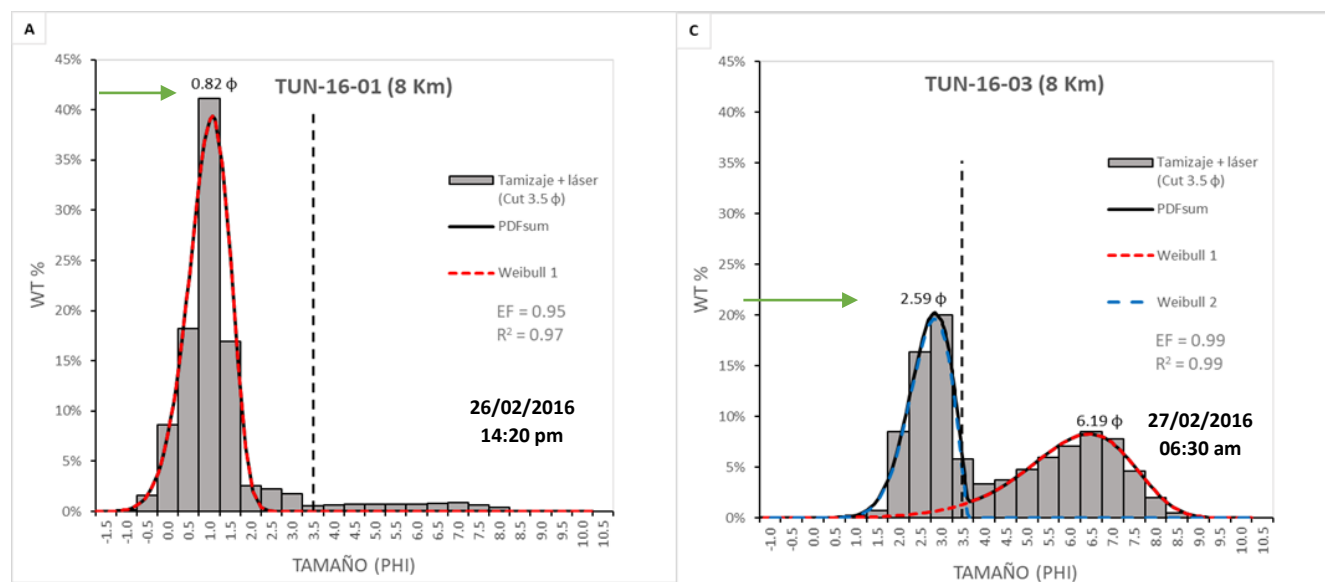 A
45%
40%
35%
30%
25%
20%
15%
10%
5%
0%
WT %
0.82 ϕ
TUN-16-01 (8 Km)
Tamizaje + láser
(Cut 3.5 ϕ)
PDFsum
Weibull 1
EF = 0.95
R² = 0.97
26/02/2016
14:20 pm
-1.5 -1.0 0.0 0.5 1.0 1.5 2.0 2.5 3.0 3.5 4.0 4.5 5.0 5.5 6.0 6.5 7.0 7.5 8.0 8.5 9.5 10.0 10.5
TAMAÑO (PHI)
C
45%
40%
35%
30%
25%
20%
15%
10%
5%
0%
WT %
TUN-16-03 (8 Km)
Tamizaje + láser
(Cut 3.5 ϕ)
PDFsum
Weibull 1
Weibull 2
2.59 ϕ
EF = 0.99
R² = 0.99
6.19 ϕ
27/02/2016
06:30 am
-1.0 -1.0 0.0 0.5 1.0 1.5 2.0 2.5 3.0 3.5 4.0 4.5 5.0 5.5 6.0 6.5 7.0 7.5 8.0 8.5 9.5 10.0 10.5
TAMAÑO (PHI)